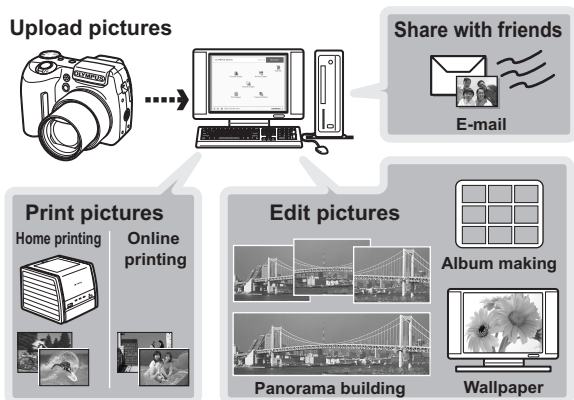 Upload pictures
OLYMPUS
Share with friends
E-mail
Print pictures
Home printing
Online
printing
Edit pictures
Album making
Panorama building
Wallpaper